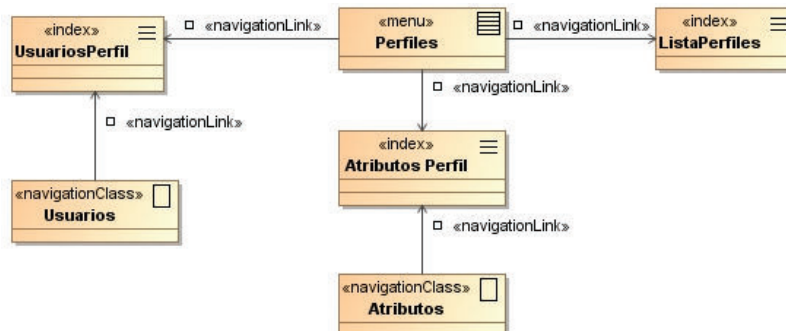 «index»
UsuariosPerfil
«navigationLink»
«menu»
Perfiles
«navigationLink»
«index»
ListaPerfiles
«navigationLink»
«navigationLink»
«index»
Atributos Perfil
«navigationClass»
Usuarios
«navigationLink»
«navigationClass»
Atributos